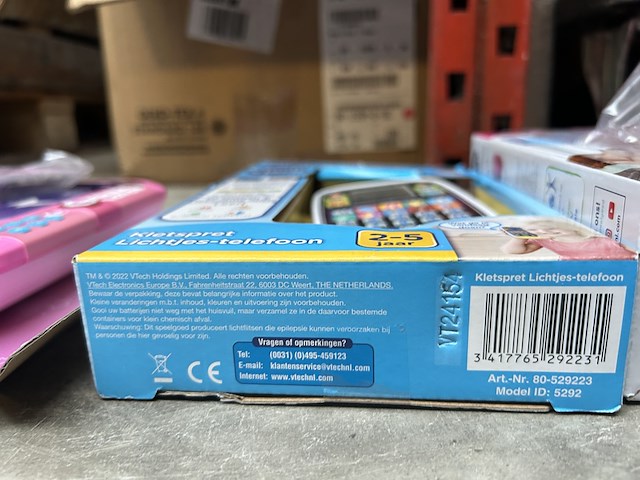 Kletspret
Lichtjes-telefoon
2-5
jaar
TM & © 2022 VTech Holdings Limited. Alle rechten voorbehouden.
VTech Electronics Europe B.V., Fahrenheitstraat 22, 6003 DC Weert, THE NETHERLANDS.
Bewaar de verpakking, deze bevat belangrijke informatie over het product.
Kleine veranderingen m.b.t. inhoud, kleuren en uitvoering zijn voorbehouden.
Gooi uw batterijen niet weg met het huisvuil, maar verzamel ze in de daarvoor bestemde
containers voor klein chemisch afval.
Waarschuwing: Dit speelgoed produceert lichtflitsen die epilepsie kunnen veroorzaken bij
personen die hier gevoelig voor zijn.
CE
Vragen of opmerkingen?
Tel: (0031) (0)495-459123
E-mail: klantenservice@vtechnl.com
Internet: www.vtechnl.com
VT24115A
Kletspret Lichtjes-telefoon
3 417765 292231
Art.-Nr. 80-529223
Model ID: 5292
ons!